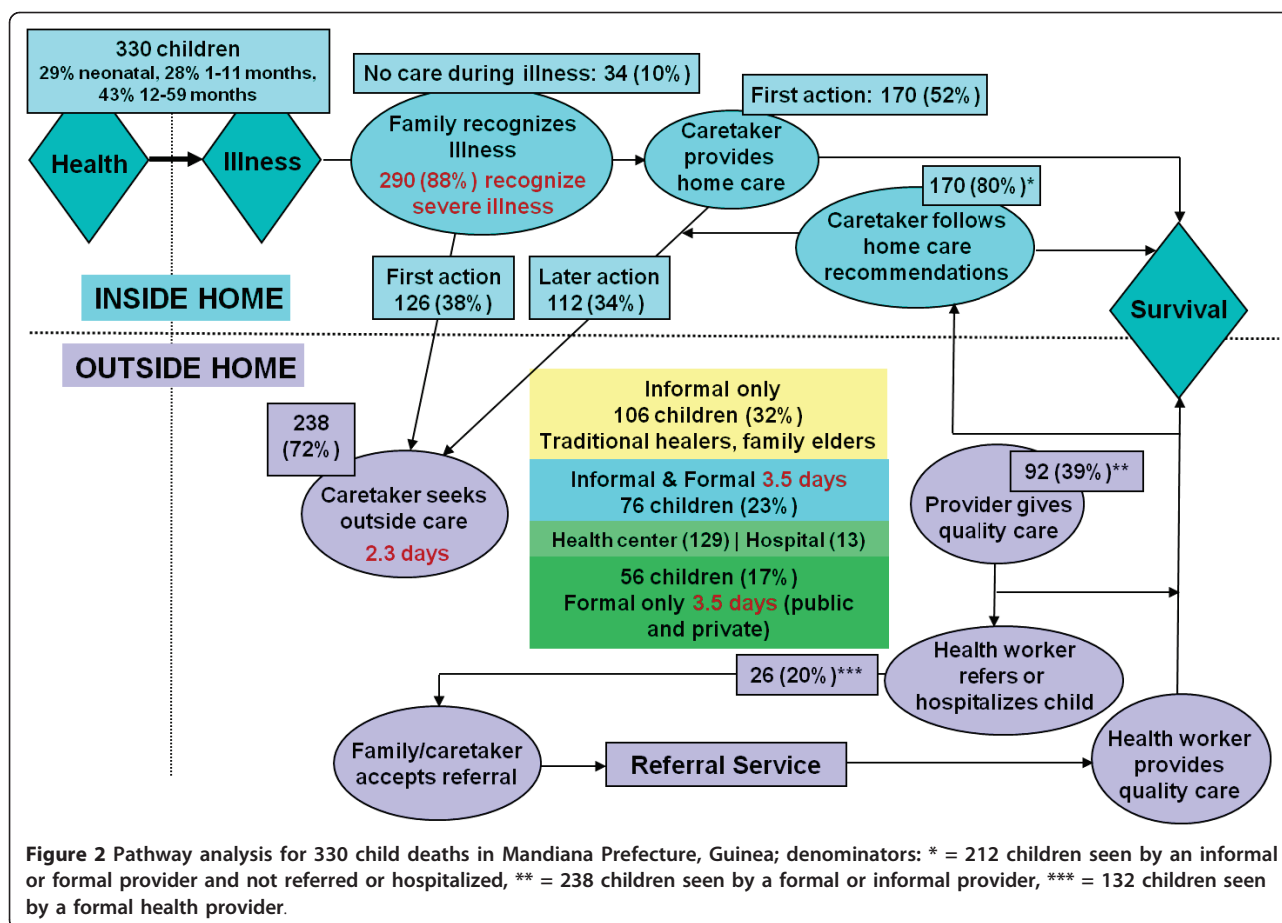 330 children
29% neonatal, 28% 1-11 months,
43% 12-59 months
Health
Illness
No care during illness: 34 (10%)
Family recognizes
Illness
290 (88%) recognize
severe illness
First action: 170 (52%)
Caretaker
provides
home care
170 (80%)*
Caretaker follows
home care
recommendations
First action
126 (38%)
Later action
112 (34%)
INSIDE HOME
Survival
OUTSIDE HOME
238
(72%)
Caretaker seeks
outside care
2.3 days
Informal only
106 children (32%)
Traditional healers, family elders
Informal & Formal 3.5 days
76 children (23%)
Health center (129) | Hospital (13)
56 children (17%)
Formal only 3.5 days (public
and private)
92 (39%)**
Provider gives
quality care
26 (20%)***
Health worker
refers or
hospitalizes child
Family/caretaker
accepts referral
Referral Service
Health worker
provides
quality care
Figure 2 Pathway analysis for 330 child deaths in Mandiana Prefecture, Guinea; denominators: * = 212 children seen by an informal
or formal provider and not referred or hospitalized, ** = 238 children seen by a formal or informal provider, *** = 132 children seen
by a formal health provider.